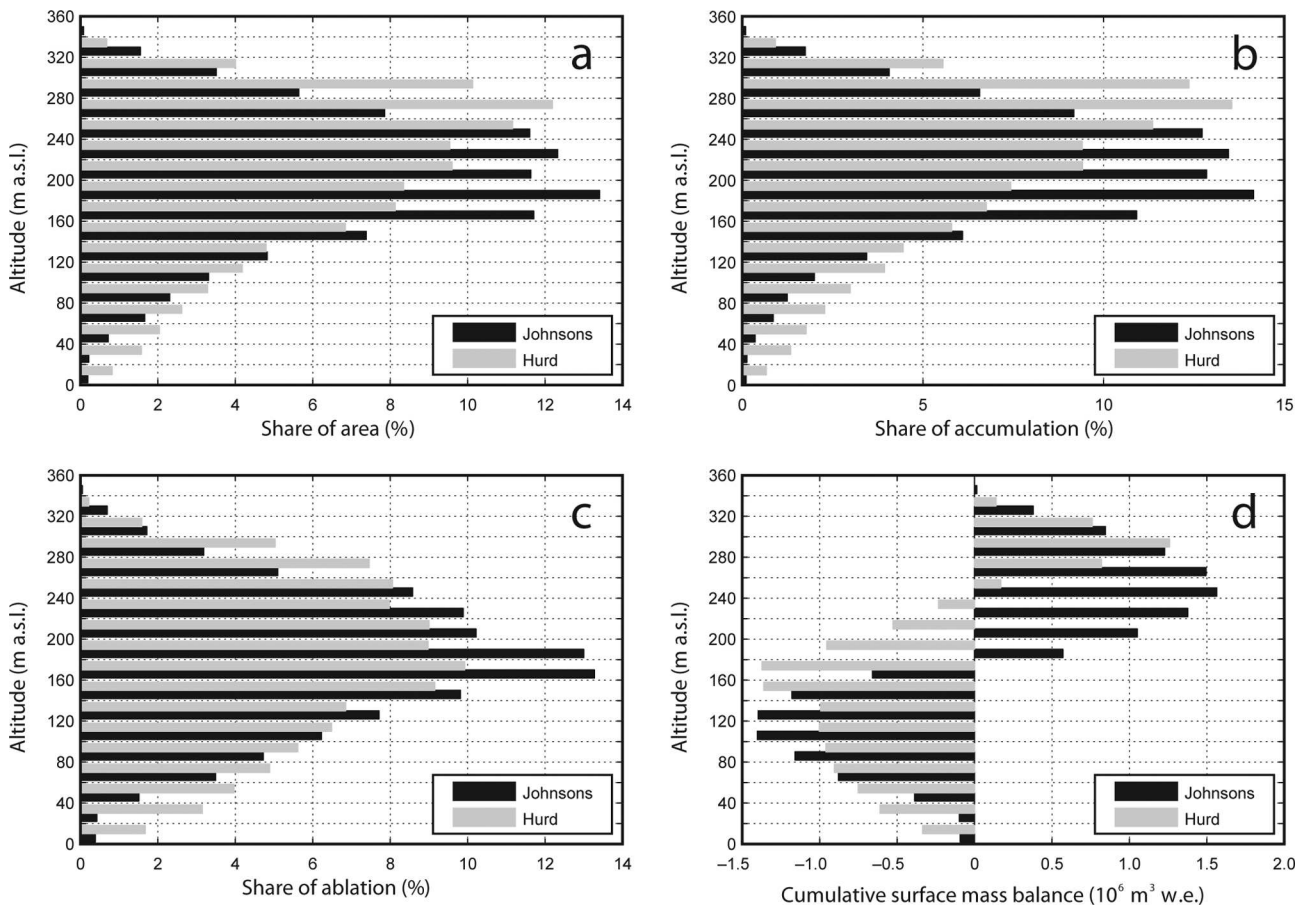 a
360
320
280
240
200
160
120
80
40
0
Altitude (m a.s.l.)
Johnsons
Hurd
0 2 4 6 8 10 12 14
Share of area (%)
b
360
320
280
240
200
160
120
80
40
0
Altitude (m a.s.l.)
Johnsons
Hurd
0 5 10 15
Share of accumulation (%)
c
360
320
280
240
200
160
120
80
40
0
Altitude (m a.s.l.)
Johnsons
Hurd
0 2 4 6 8 10 12 14
Share of ablation (%)
d
360
320
280
240
200
160
120
80
40
0
Altitude (m a.s.l.)
Johnsons
Hurd
–1.5 –1.0 –0.5 0 0.5 1.0 1.5 2.0
Cumulative surface mass balance (10⁶ m³ w.e.)